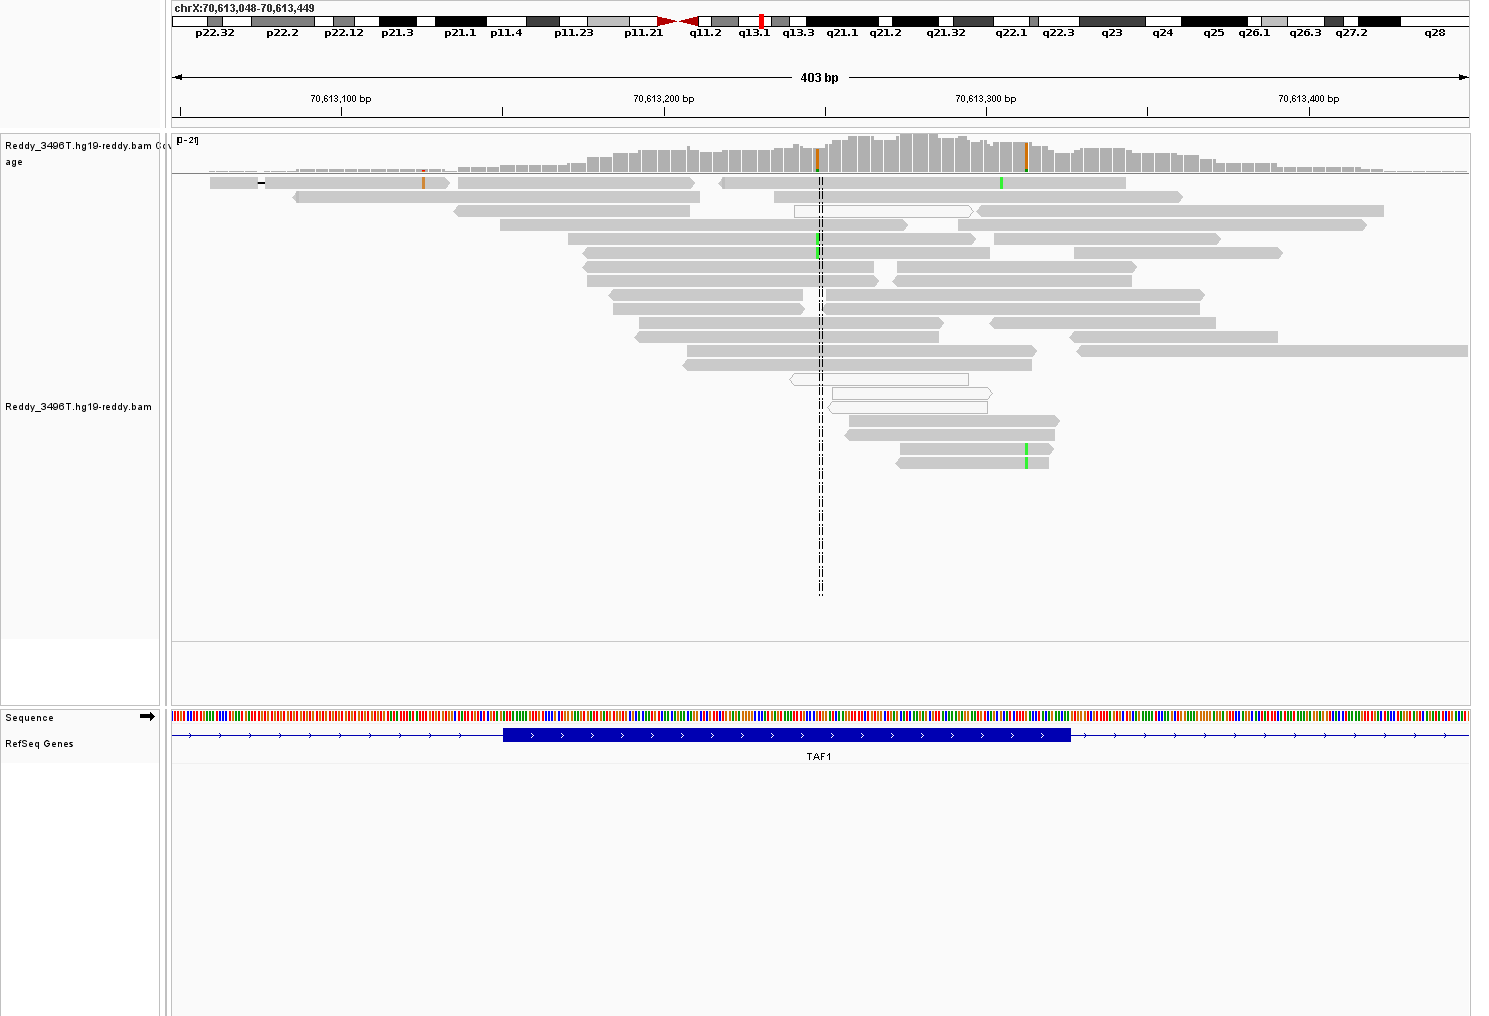 chrX:70,613,048-70,613,449
p22.32 p22.2 p22.12 p21.3 p21.1 p11.4 p11.23 p11.21 q11.2 q13.1 q13.3 q21.1 q21.2 q21.32 q22.1 q22.3 q23 q24 q25 q26.1 q26.3 q27.2 q28
403 bp
70,613,100 bp 70,613,200 bp 70,613,300 bp 70,613,400 bp
[0-21]
Reddy_3496T.hg19-reddy.bam Cov
age
Reddy_3496T.hg19-reddy.bam
Sequence
RefSeq Genes
TAF1